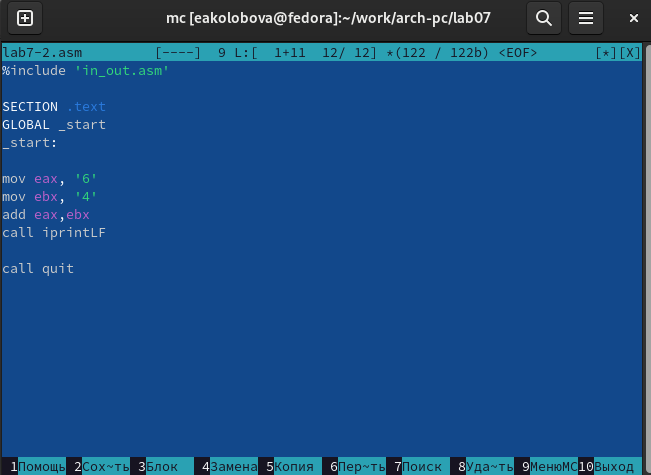 mc [eakolobova@fedora]:~/work/arch-pc/lab07
lab7-2.asm [----] 9 L:[ 1+11 12/ 12] *(122 / 122b) <EOF> [*][X]
%include 'in_out.asm'
SECTION .text
GLOBAL _start
_start:
mov eax, '6'
mov ebx, '4'
add eax,ebx
call iprintLF
call quit
1Помощь 2Сох~ть 3Блок 4Замена 5Копия 6Пер~ть 7Поиск 8Уда~ть 9МенюMC 10Выход